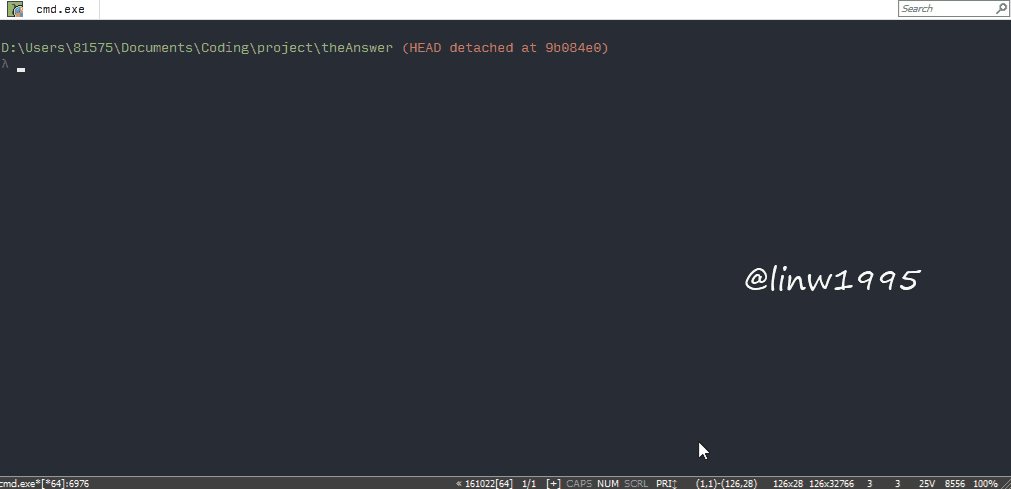 cmd.exe
Search
D:\Users\81575\Documents\Coding\project\theAnswer (HEAD detached at 9b084e0)
λ
@linw1995
cmd.exe*[*64]:6976 « 161022[64] 1/1 [+] CAPS NUM SCRL PRI↕ (1,1)-(126,28) 126x28 126x32766 3 3 25V 8556 100%